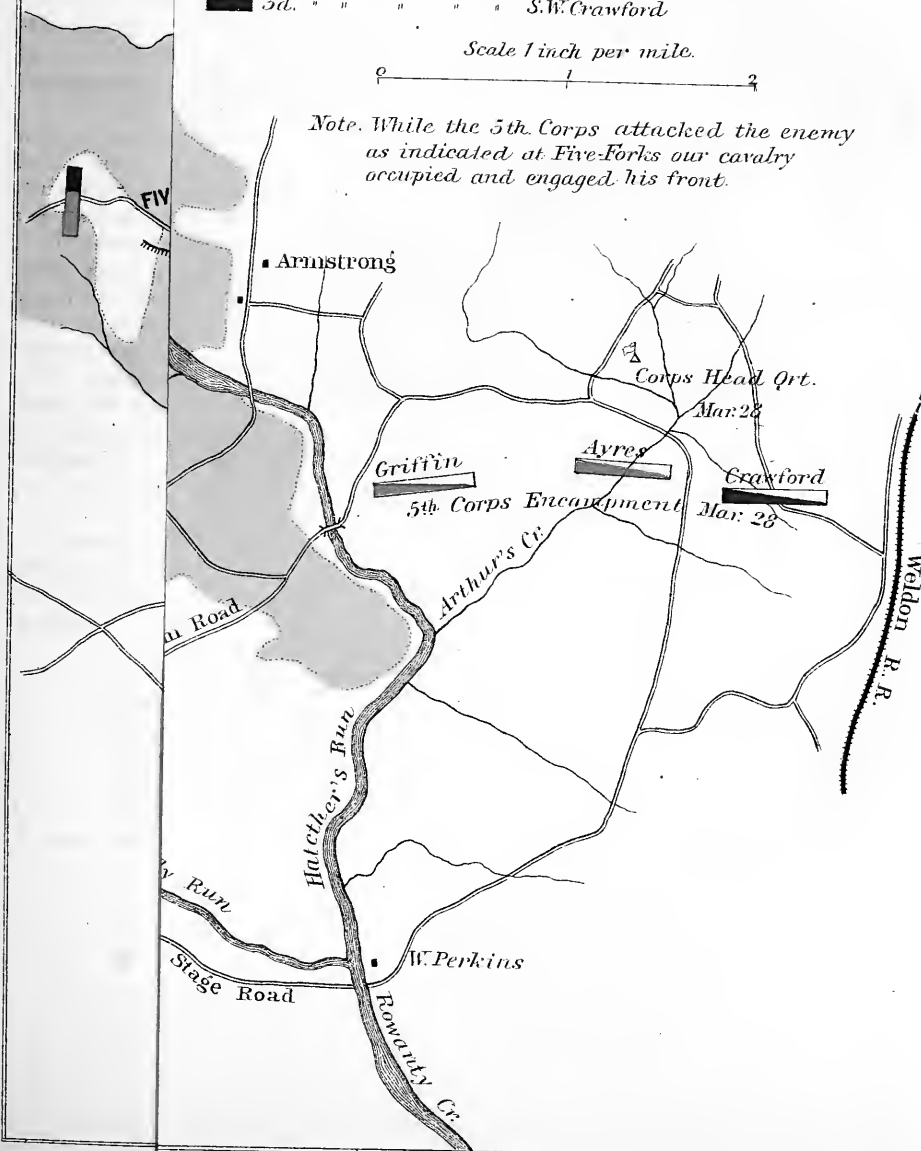 3d. " " " " " S.W. Crawford
Scale 1 inch per mile.
0 1 2
Note. While the 5th. Corps attacked the enemy
as indicated at Five-Forks our cavalry
occupied and engaged his front.
FIV
Armstrong
Corps Head Qrt.
Mar. 28
Griffin
Ayres
Crawford
5th Corps Encampment Mar. 28
Arthur's Cr.
Weldon R.R.
m Road
Hatcther's Run
ly Run
W. Perkins
Stage Road
Rowanty Cr.